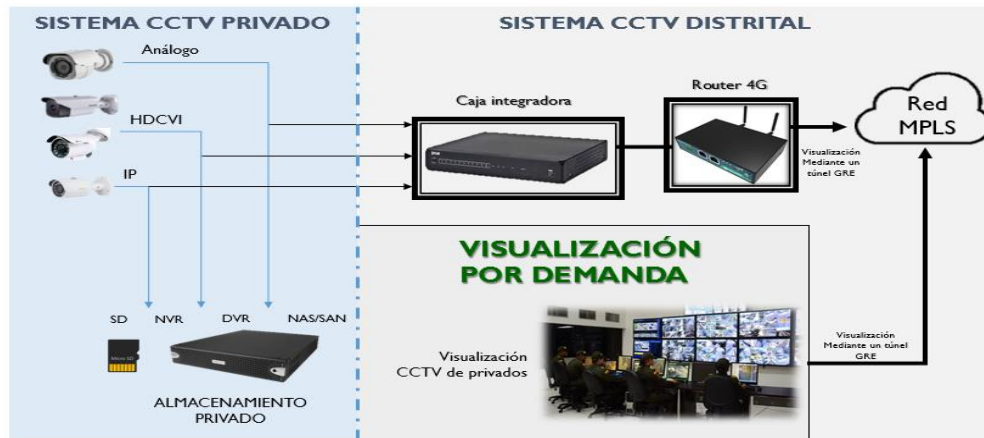 SISTEMA CCTV PRIVADO
SISTEMA CCTV DISTRITAL
Análogo
HDCVI
IP
Caja integradora
Router 4G
Red
MPLS
Visualización
Mediante un
túnel GRE
VISUALIZACIÓN
POR DEMANDA
SD
NVR
DVR
NAS/SAN
Micro SD
ALMACENAMIENTO
PRIVADO
Visualización
CCTV de privados
Visualización
Mediante un túnel
GRE